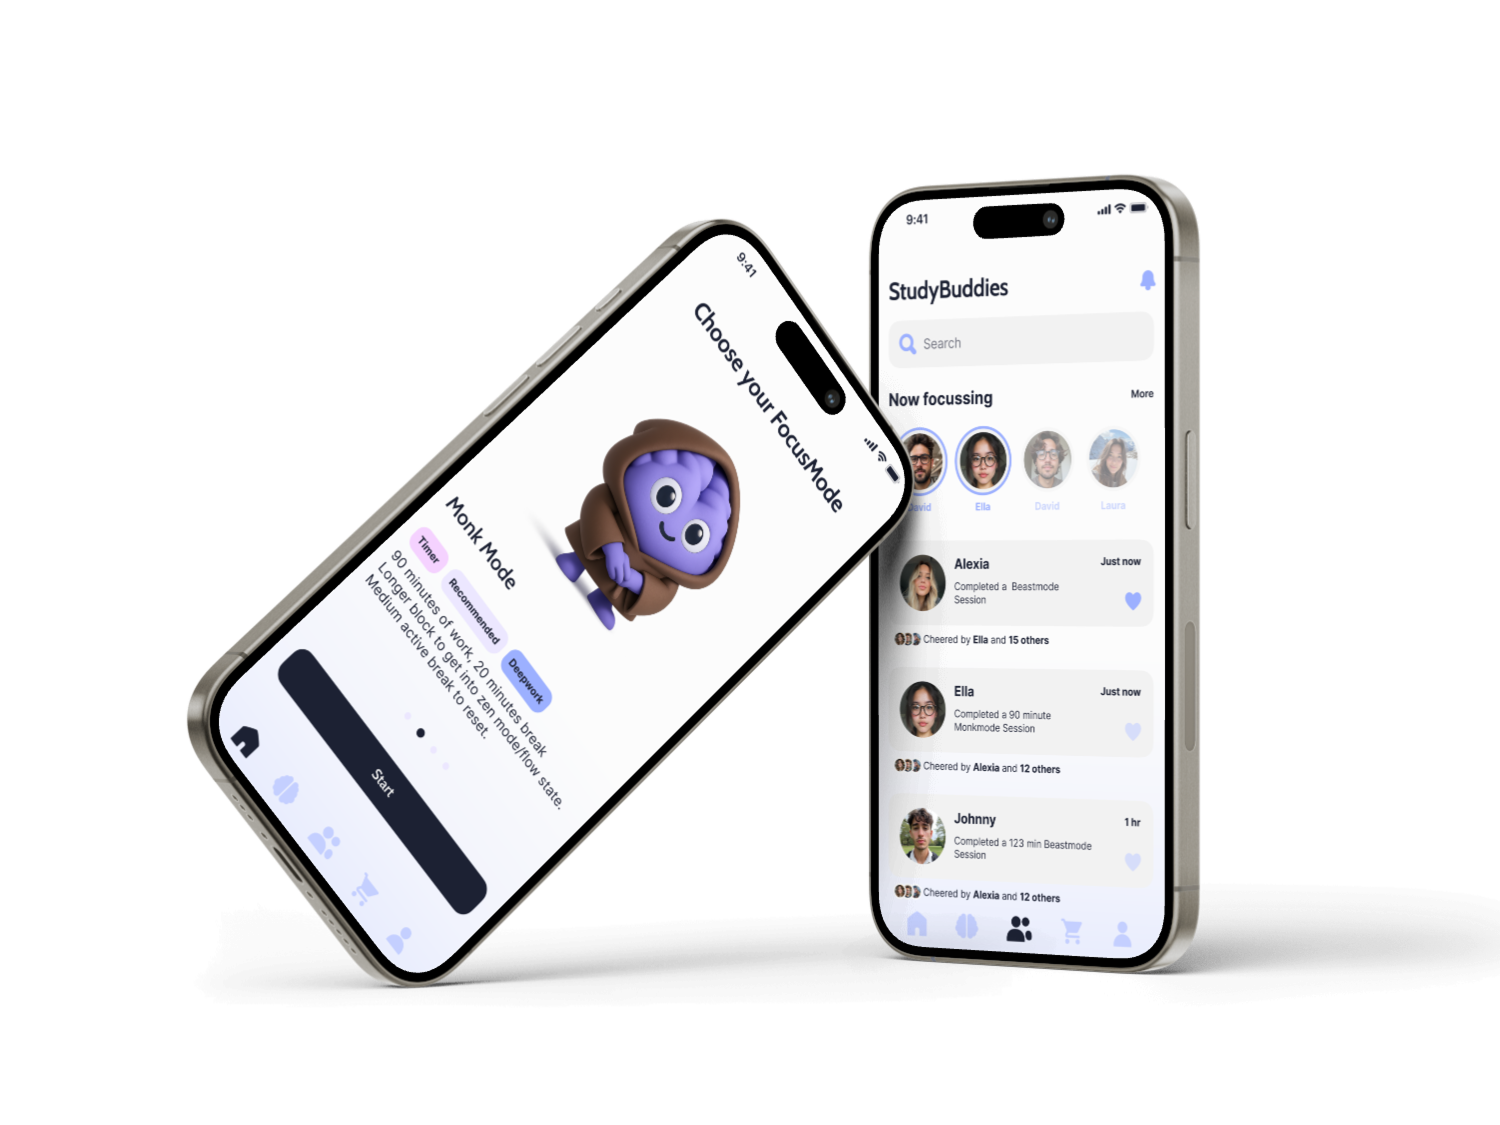 9:41
Choose your FocusMode
Monk Mode
Timer
Recommended
Deepwork
90 minutes of work, 20 minutes break
Longer block to get into zen mode/flow state.
Medium active break to reset.
Start
9:41
StudyBuddies
Search
Now focussing
More
David
Ella
David
Laura
Alexia
Just now
Completed a Beastmode
Session
Cheered by Ella and 15 others
Ella
Just now
Completed a 90 minute
Monkmode Session
Cheered by Alexia and 12 others
Johnny
1 hr
Completed a 123 min Beastmode
Session
Cheered by Alexia and 12 others